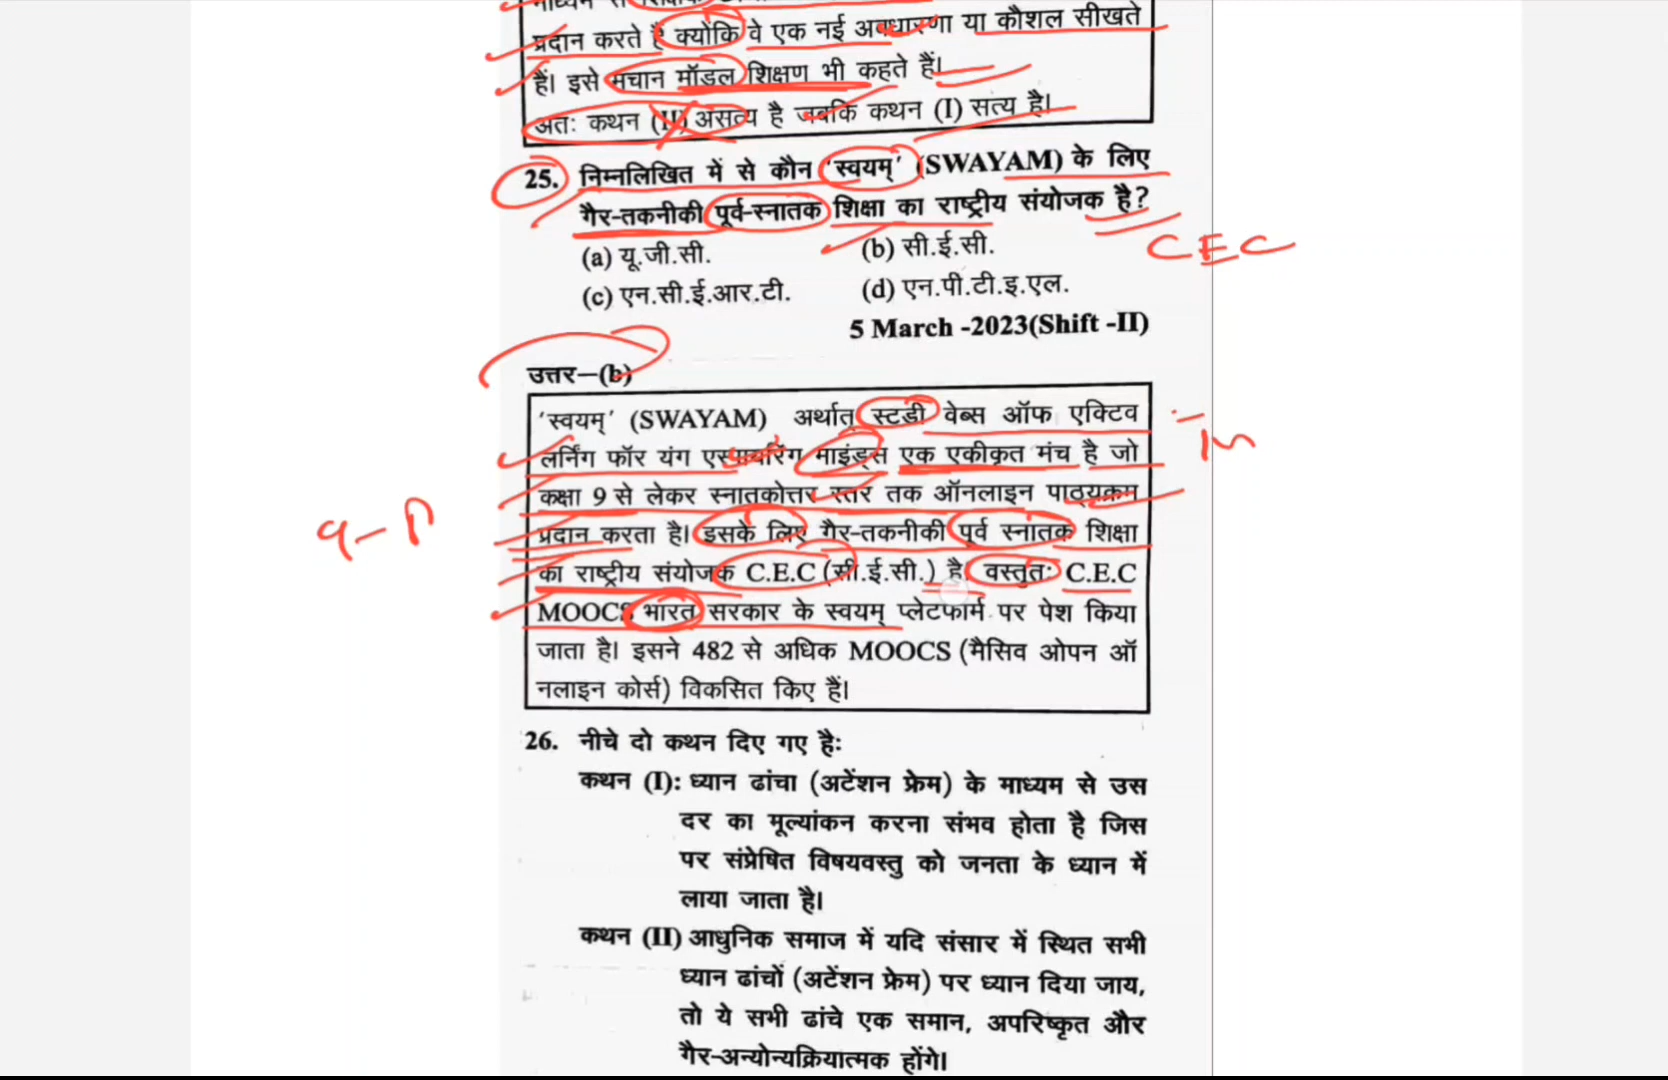 प्रदान करते हैं क्योंकि वे एक नई अवधारणा या कौशल सीखते
हैं। इसे मचान मॉडल शिक्षण भी कहते हैं।
अतः कथन (II) असत्य है जबकि कथन (I) सत्य है।
25. निम्नलिखित में से कौन 'स्वयम्' (SWAYAM) के लिए
गैर-तकनीकी पूर्व-स्नातक शिक्षा का राष्ट्रीय संयोजक है?
(a) यू.जी.सी. (b) सी.ई.सी.
CEC
(c) एन.सी.ई.आर.टी. (d) एन.पी.टी.इ.एल.
5 March -2023(Shift -II)
उत्तर–(b)
'स्वयम्' (SWAYAM) अर्थात् स्टडी वेब्स ऑफ एक्टिव
लर्निंग फॉर यंग एस्पायरिंग माइंड्स एक एकीकृत मंच है जो
कक्षा 9 से लेकर स्नातकोत्तर स्तर तक ऑनलाइन पाठ्यक्रम
प्रदान करता है। इसके लिए गैर-तकनीकी पूर्व स्नातक शिक्षा
का राष्ट्रीय संयोजक C.E.C (सी.ई.सी.) है। वस्तुतः C.E.C
MOOCS भारत सरकार के स्वयम् प्लेटफार्म पर पेश किया
जाता है। इसने 482 से अधिक MOOCS (मैसिव ओपन ऑ
नलाइन कोर्स) विकसित किए हैं।
26. नीचे दो कथन दिए गए है:
कथन (I): ध्यान ढांचा (अटेंशन फ्रेम) के माध्यम से उस
दर का मूल्यांकन करना संभव होता है जिस
पर संप्रेषित विषयवस्तु को जनता के ध्यान में
लाया जाता है।
कथन (II) आधुनिक समाज में यदि संसार में स्थित सभी
ध्यान ढांचों (अटेंशन फ्रेम) पर ध्यान दिया जाय,
तो ये सभी ढांचे एक समान, अपरिष्कृत और
गैर-अन्योन्यक्रियात्मक होंगे।